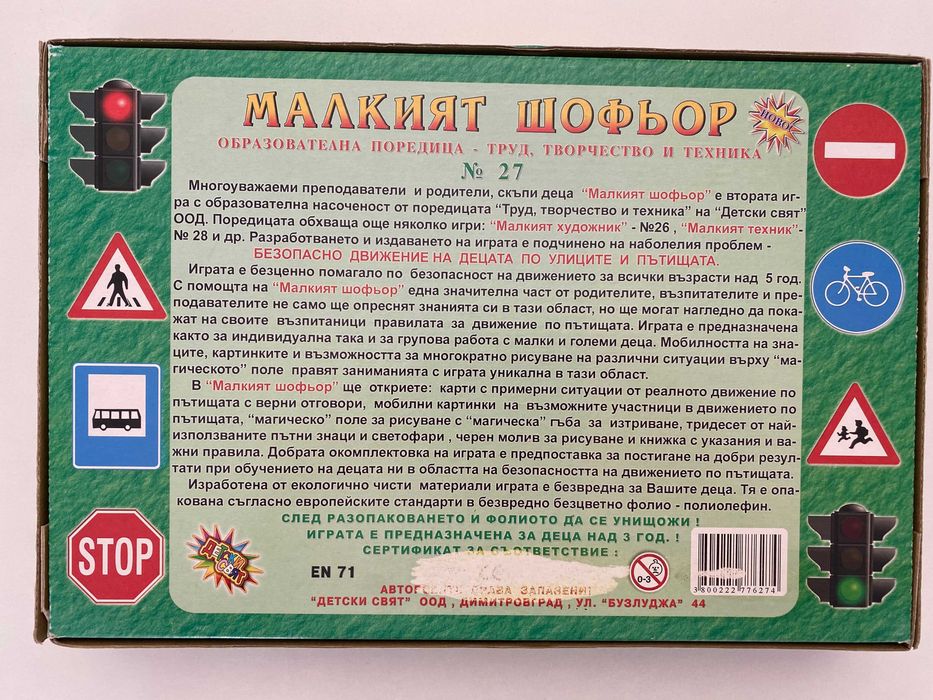 МАЛКИЯТ ШОФЬОР
НОВО!
ОБРАЗОВАТЕЛНА ПОРЕДИЦА - ТРУД, ТВОРЧЕСТВО И ТЕХНИКА
№ 27
Многоуважаеми преподаватели и родители, скъпи деца "Малкият шофьор" е втората иг-
ра с образователна насоченост от поредицата "Труд, творчество и техника" на "Детски свят"
ООД. Поредицата обхваща още няколко игри: "Малкият художник" - №26 , "Малкият техник"-
№ 28 и др. Разработването и издаването на играта е подчинено на наболелия проблем -
БЕЗОПАСНО ДВИЖЕНИЕ НА ДЕЦАТА ПО УЛИЦИТЕ И ПЪТИЩАТА.
Играта е безценно помагало по безопасност на движението за всички възрасти над 5 год.
С помощта на "Малкият шофьор" една значителна част от родителите, възпитателите и пре-
подавателите не само ще опреснят знанията си в тази област, но ще могат нагледно да пока-
жат на своите възпитаници правилата за движение по пътищата. Играта е предназначена
както за индивидуална така и за групова работа с малки и големи деца. Мобилността на зна-
ците, картинките и възможността за многократно рисуване на различни ситуации върху "ма-
гическото" поле правят заниманията с играта уникална в тази област.
В "Малкият шофьор" ще откриете: карти с примерни ситуации от реалното движение по
пътищата с верни отговори, мобилни картинки на възможните участници в движението по
пътищата, "магическо" поле за рисуване с "магическа" гъба за изтриване, тридесет от най-
използваните пътни знаци и светофари , черен молив за рисуване и книжка с указания и ва-
жни правила. Добрата окомплектовка на играта е предпоставка за постигане на добри резул-
тати при обучението на децата ни в областта на безопасността на движението по пътищата.
Изработена от екологично чисти материали играта е безвредна за Вашите деца. Тя е опа-
кована съгласно европейските стандарти в безвредно безцветно фолио - полиолефин.
СЛЕД РАЗОПАКОВАНЕТО И ФОЛИОТО ДА СЕ УНИЩОЖИ !
ИГРАТА Е ПРЕДНАЗНАЧЕНА ЗА ДЕЦА НАД 3 ГОД. !
СЕРТИФИКАТ ЗА СЪОТВЕТСТВИЕ :
STOP
ДЕТСКИ СВЯТ
EN 71
0-3
3 800222 776274
ПРАВА ЗАПАЗЕНИ!
"ДЕТСКИ СВЯТ" ООД , ДИМИТРОВГРАД , УЛ. "БУЗЛУДЖА" 44